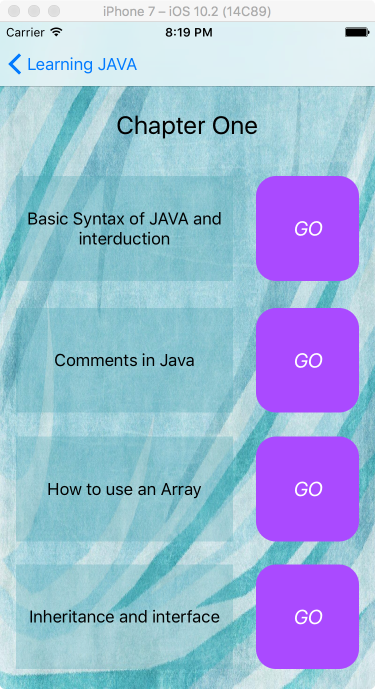 iPhone 7 – iOS 10.2 (14C89)
Carrier 8:19 PM
Learning JAVA
Chapter One
Basic Syntax of JAVA and
interduction
GO
Comments in Java
GO
How to use an Array
GO
Inheritance and interface
GO